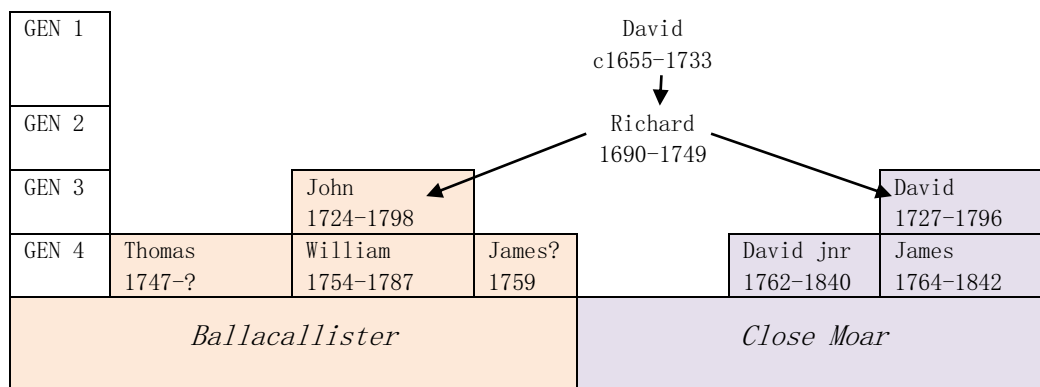 GEN 1
David
c1655-1733
GEN 2
Richard
1690-1749
GEN 3
John
1724-1798
David
1727-1796
GEN 4
Thomas
1747-?
William
1754-1787
James?
1759
David jnr
1762-1840
James
1764-1842
Ballacallister
Close Moar